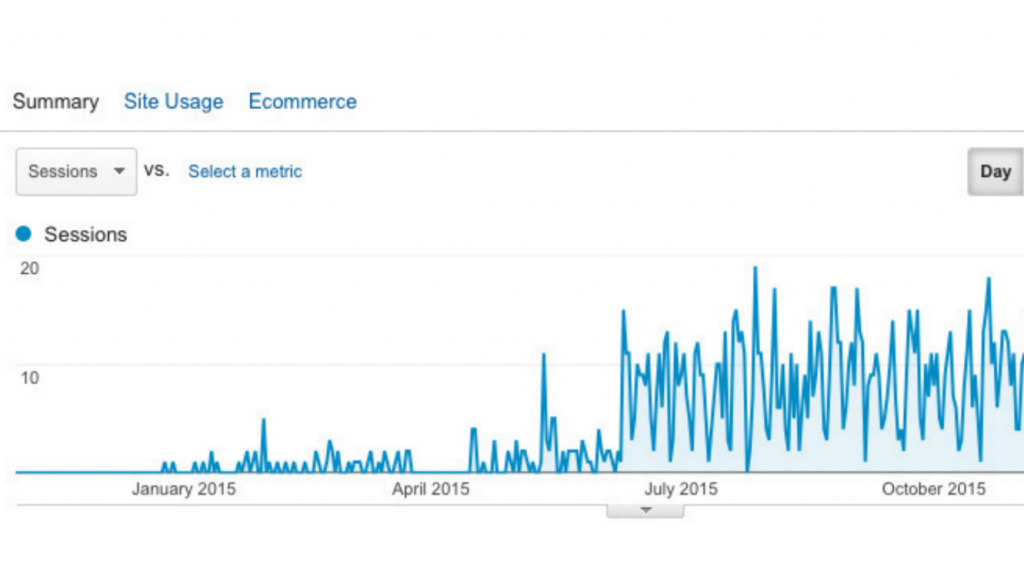 Summary Site Usage Ecommerce
Sessions vs. Select a metric Day
Sessions
20
10
January 2015 April 2015 July 2015 October 2015